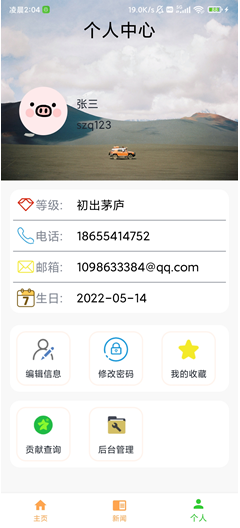 凌晨2:04 19.0K/s
个人中心
张三
szq123
等级: 初出茅庐
电话: 18655414752
邮箱: 1098633384@qq.com
7
生日: 2022-05-14
编辑信息 修改密码 我的收藏
贡献查询 后台管理
主页 新闻 个人